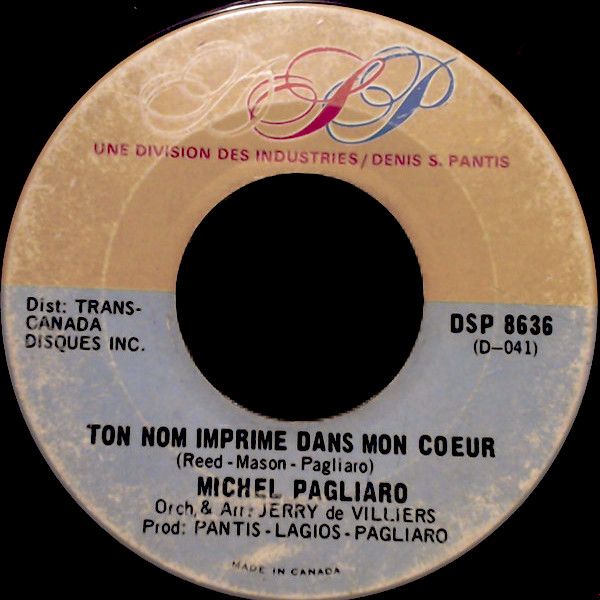 DSP
UNE DIVISION DES INDUSTRIES/DENIS S. PANTIS
Dist: TRANS-
CANADA
DISQUES INC.
DSP 8636
(D-041)
TON NOM IMPRIME DANS MON COEUR
(Reed - Mason - Pagliaro)
MICHEL PAGLIARO
Orch. & Arr: JERRY de VILLIERS
Prod: PANTIS - LAGIOS - PAGLIARO
MADE IN CANADA